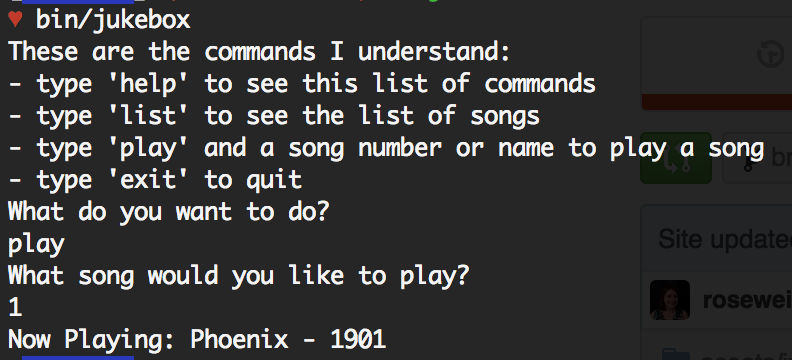 ♥ bin/jukebox
These are the commands I understand:
- type 'help' to see this list of commands
- type 'list' to see the list of songs
- type 'play' and a song number or name to play a song
- type 'exit' to quit
What do you want to do?
play
What song would you like to play?
1
Now Playing: Phoenix - 1901
Site update
rosewei